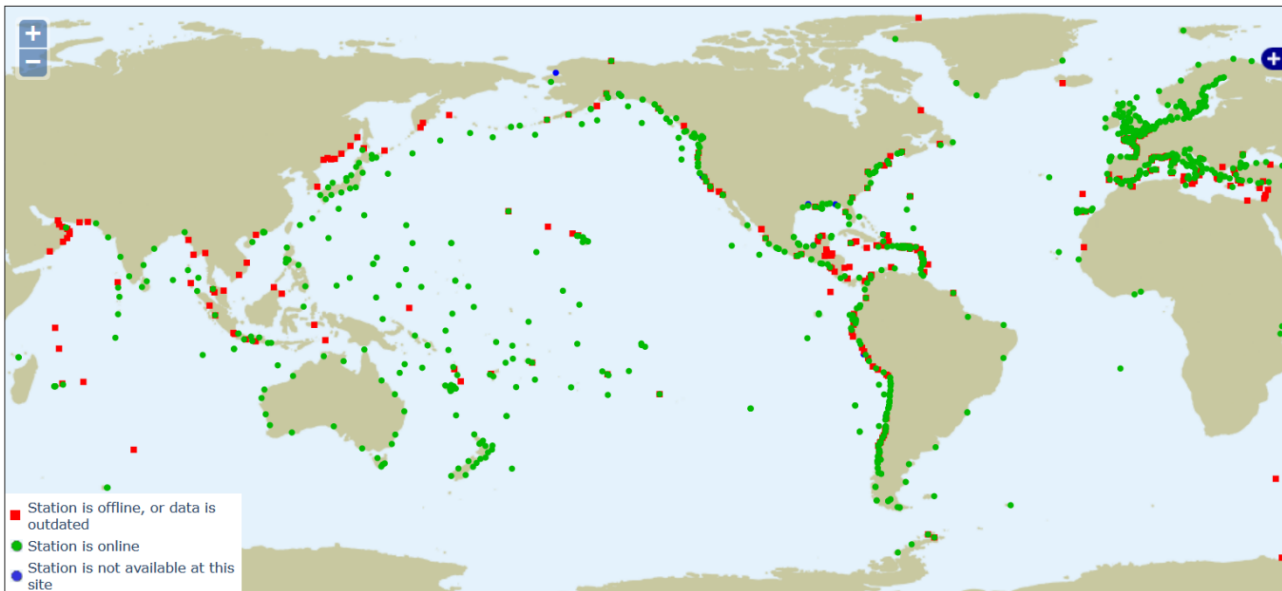 +
−
+
Station is offline, or data is
outdated
Station is online
Station is not available at this
site